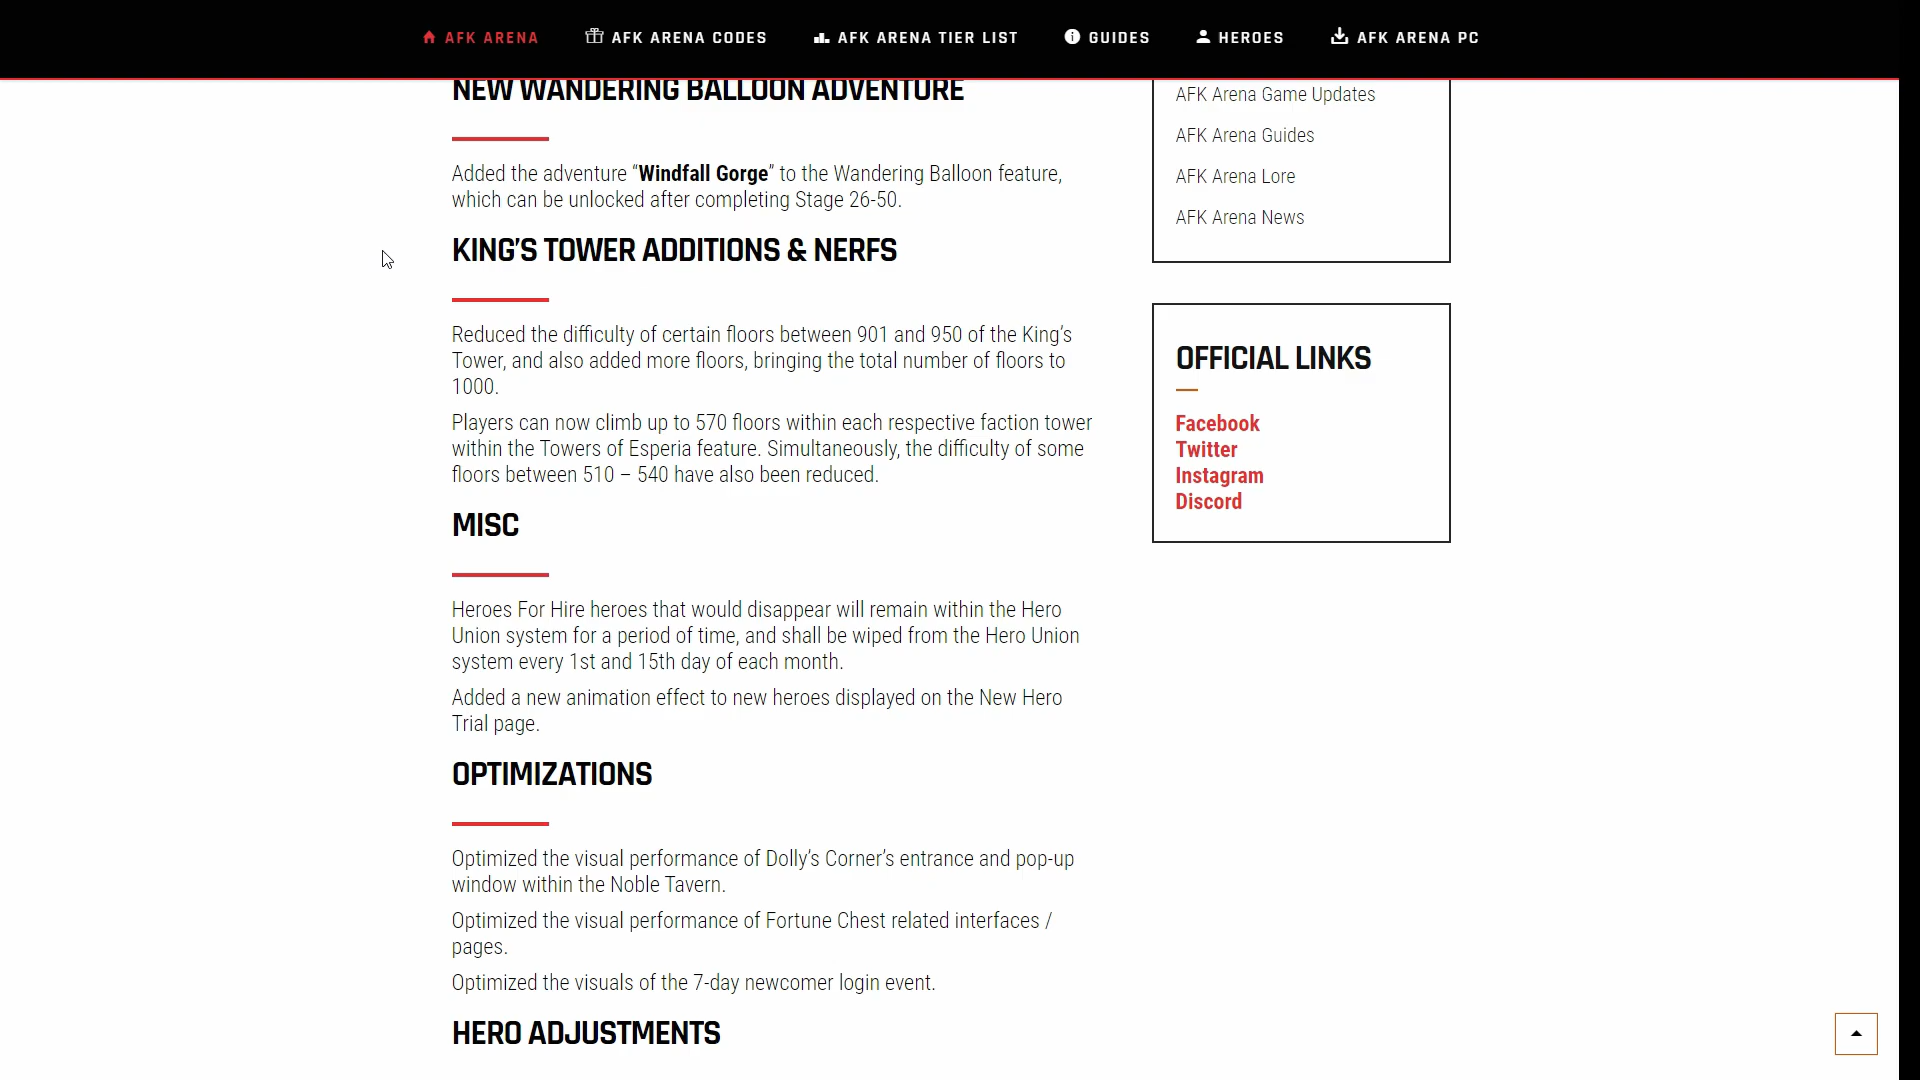 AFK ARENA AFK ARENA CODES AFK ARENA TIER LIST GUIDES HEROES AFK ARENA PC
NEW WANDERING BALLOON ADVENTURE
Added the adventure “Windfall Gorge” to the Wandering Balloon feature,
which can be unlocked after completing Stage 26-50.
KING’S TOWER ADDITIONS & NERFS
Reduced the difficulty of certain floors between 901 and 950 of the King’s
Tower, and also added more floors, bringing the total number of floors to
1000.
Players can now climb up to 570 floors within each respective faction tower
within the Towers of Esperia feature. Simultaneously, the difficulty of some
floors between 510 – 540 have also been reduced.
MISC
Heroes For Hire heroes that would disappear will remain within the Hero
Union system for a period of time, and shall be wiped from the Hero Union
system every 1st and 15th day of each month.
Added a new animation effect to new heroes displayed on the New Hero
Trial page.
OPTIMIZATIONS
Optimized the visual performance of Dolly’s Corner’s entrance and pop-up
window within the Noble Tavern.
Optimized the visual performance of Fortune Chest related interfaces /
pages.
Optimized the visuals of the 7-day newcomer login event.
HERO ADJUSTMENTS
AFK Arena Game Updates
AFK Arena Guides
AFK Arena Lore
AFK Arena News
OFFICIAL LINKS
Facebook
Twitter
Instagram
Discord